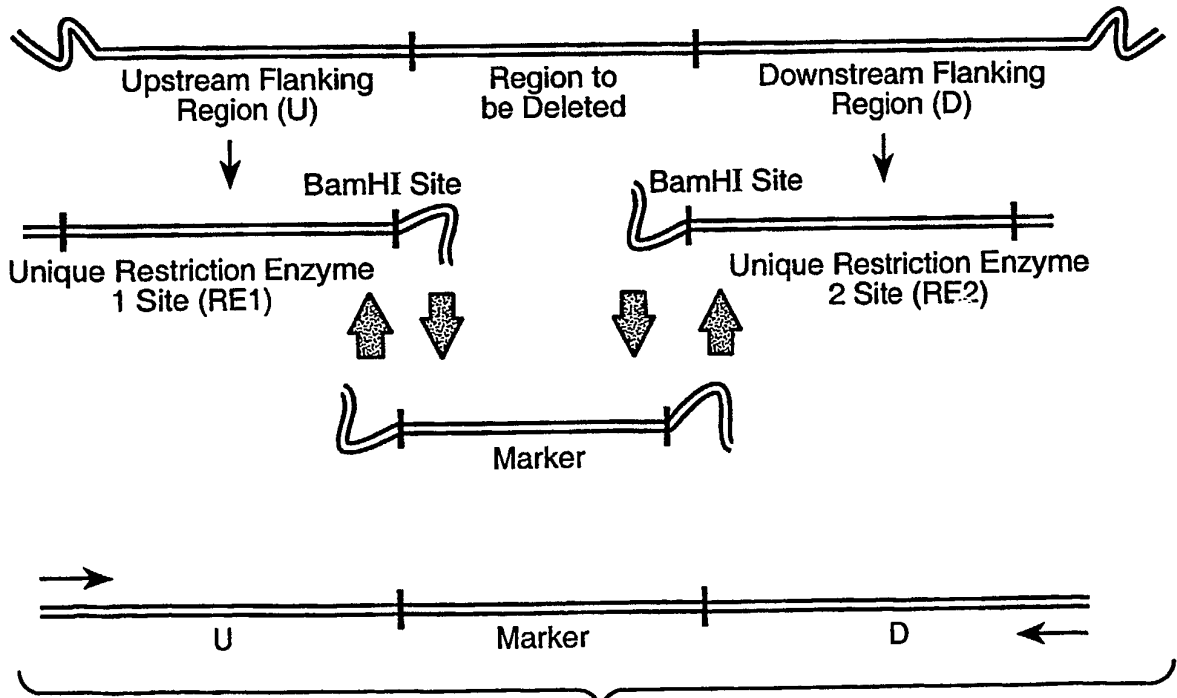 Upstream Flanking
Region (U)
Region to
be Deleted
Downstream Flanking
Region (D)
BamHI Site
BamHI Site
Unique Restriction Enzyme
1 Site (RE1)
Unique Restriction Enzyme
2 Site (RE2)
Marker
U
Marker
D